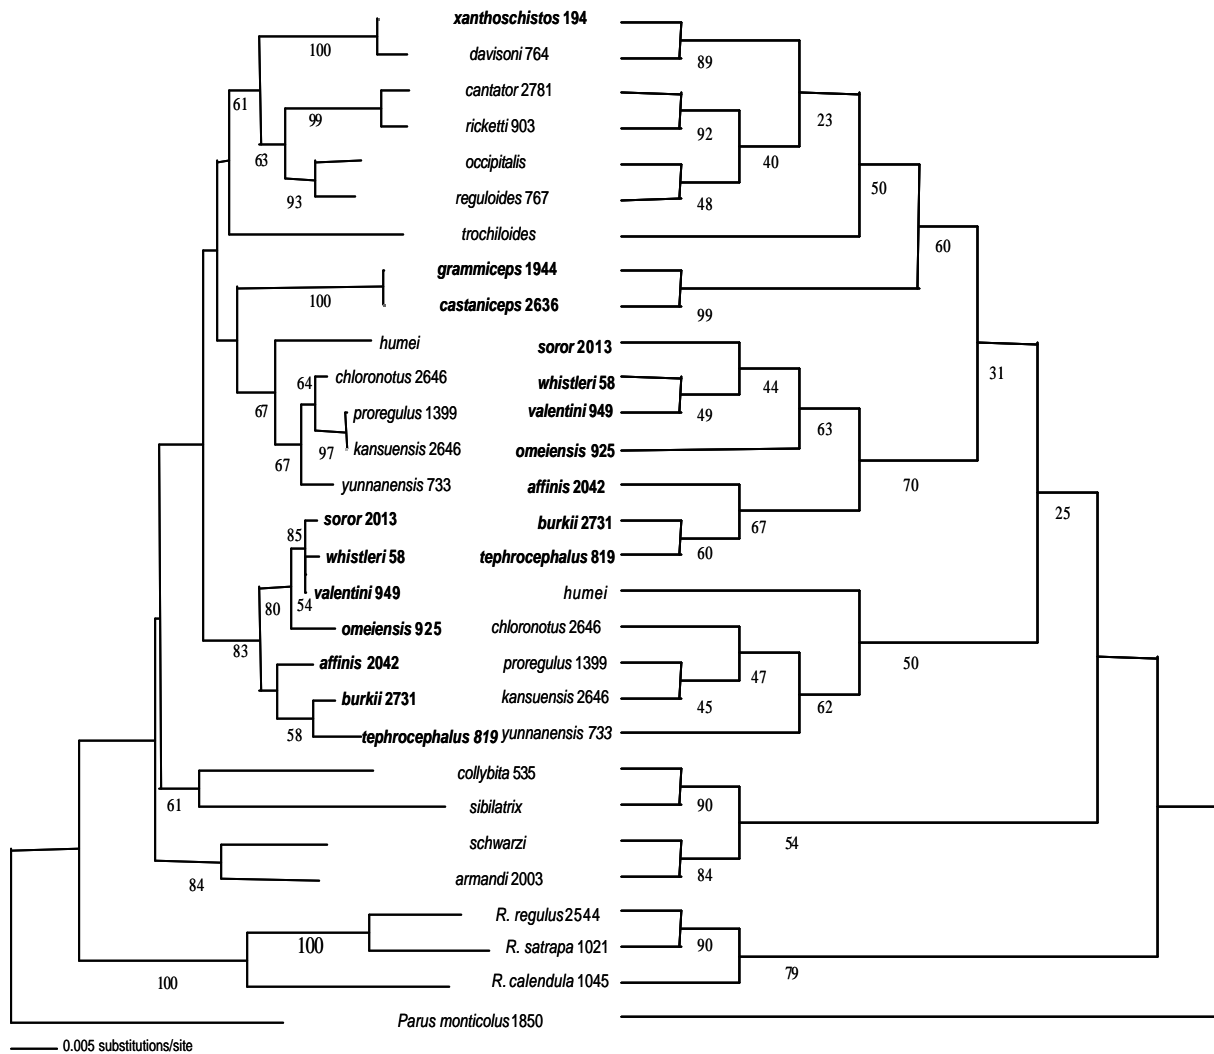 xanthoschistos 194
100
davisoni 764
89
cantator 2781
61
99
ricketti 903
92
23
63
occipitalis
40
93
reguloides 767
48
50
trochiloides
60
grammiceps 1944
100
castaniceps 2636
99
humei
soror 2013
31
64
chloronotus 2646
whistleri 58
44
67
proregulus 1399
valentini 949
49
63
97
kansuensis 2646
omeiensis 925
67
yunnanensis 733
affinis 2042
70
soror 2013
burkii 2731
67
25
85
whistleri 58
tephrocephalus 819
60
valentini 949
humei
80
54
omeiensis 925
chloronotus 2646
83
affinis 2042
proregulus 1399
47
50
burkii 2731
kansuensis 2646
45
62
58
tephrocephalus 819
yunnanensis 733
collybita 535
61
sibilatrix
90
schwarzi
54
84
armandi 2003
84
R. regulus2544
100
R. satrapa 1021
90
100
R. calendula 1045
79
Parus monticolus1850
0.005 substitutions/site